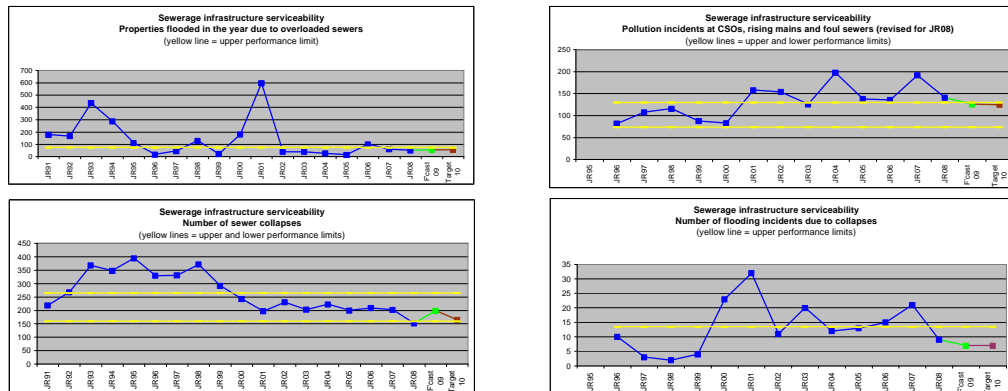 Sewerage infrastructure serviceability
Properties flooded in the year due to overloaded sewers
(yellow line = upper performance limit)
700
600
500
400
300
200
100
0
JR91
JR92
JR93
JR94
JR95
JR96
JR97
JR98
JR99
JR00
JR01
JR02
JR03
JR04
JR05
JR06
JR07
JR08
F'cast
09
Target
10
Sewerage infrastructure serviceability
Pollution incidents at CSOs, rising mains and foul sewers (revised for JR08)
(yellow lines = upper and lower performance limits)
250
200
150
100
50
0
JR95
JR96
JR97
JR98
JR99
JR00
JR01
JR02
JR03
JR04
JR05
JR06
JR07
JR08
F'cast
09
Target
10
Sewerage infrastructure serviceability
Number of sewer collapses
(yellow lines = upper and lower performance limits)
450
400
350
300
250
200
150
100
50
0
JR91
JR92
JR93
JR94
JR95
JR96
JR97
JR98
JR99
JR00
JR01
JR02
JR03
JR04
JR05
JR06
JR07
JR08
F'cast
09
Target
10
Sewerage infrastructure serviceability
Number of flooding incidents due to collapses
(yellow line = upper performance limits)
35
30
25
20
15
10
5
0
JR95
JR96
JR97
JR98
JR99
JR00
JR01
JR02
JR03
JR04
JR05
JR06
JR07
JR08
F'cast
09
Target
10